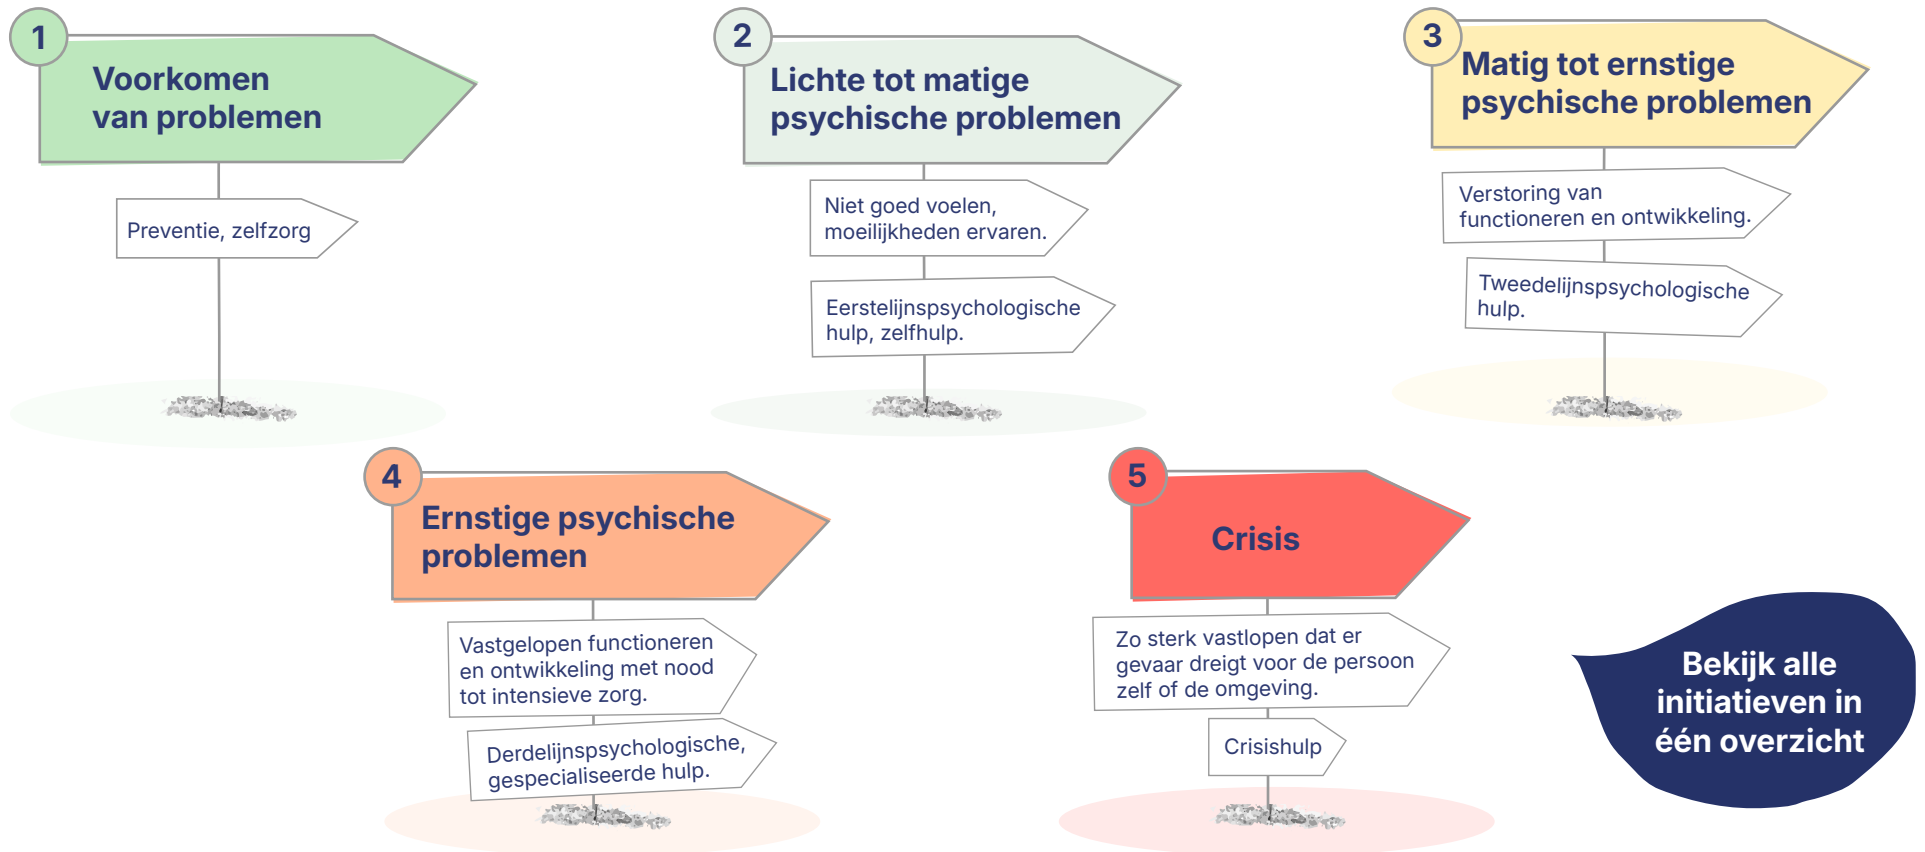 1
Voorkomen
van problemen
Preventie, zelfzorg
2
Lichte tot matige
psychische problemen
Niet goed voelen,
moeilijkheden ervaren.
Eerstelijnspsychologische
hulp, zelfhulp.
3
Matig tot ernstige
psychische problemen
Verstoring van
functioneren en ontwikkeling.
Tweedelijnspsychologische
hulp.
4
Ernstige psychische
problemen
Vastgelopen functioneren
en ontwikkeling met nood
tot intensieve zorg.
Derdelijnspsychologische,
gespecialiseerde hulp.
5
Crisis
Zo sterk vastlopen dat er
gevaar dreigt voor de persoon
zelf of de omgeving.
Crisishulp
Bekijk alle
initiatieven in
één overzicht